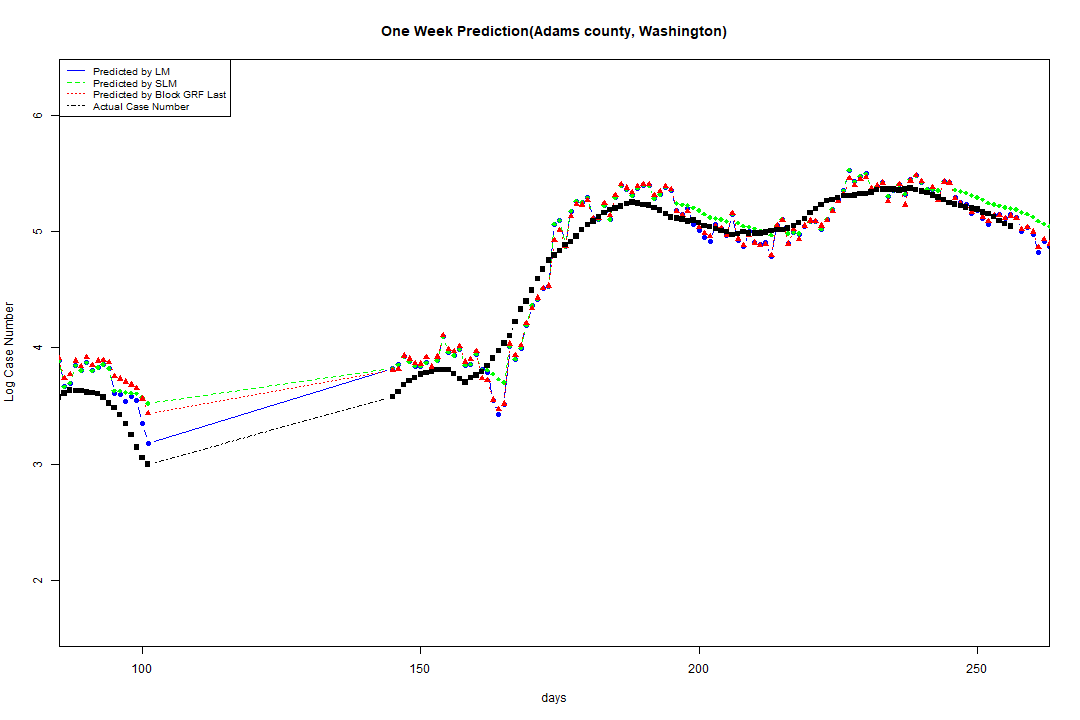 One Week Prediction(Adams county, Washington)
Predicted by LM
Predicted by SLM
Predicted by Block GRF Last
Actual Case Number
6
5
4
3
2
Log Case Number
100 150 200 250
days